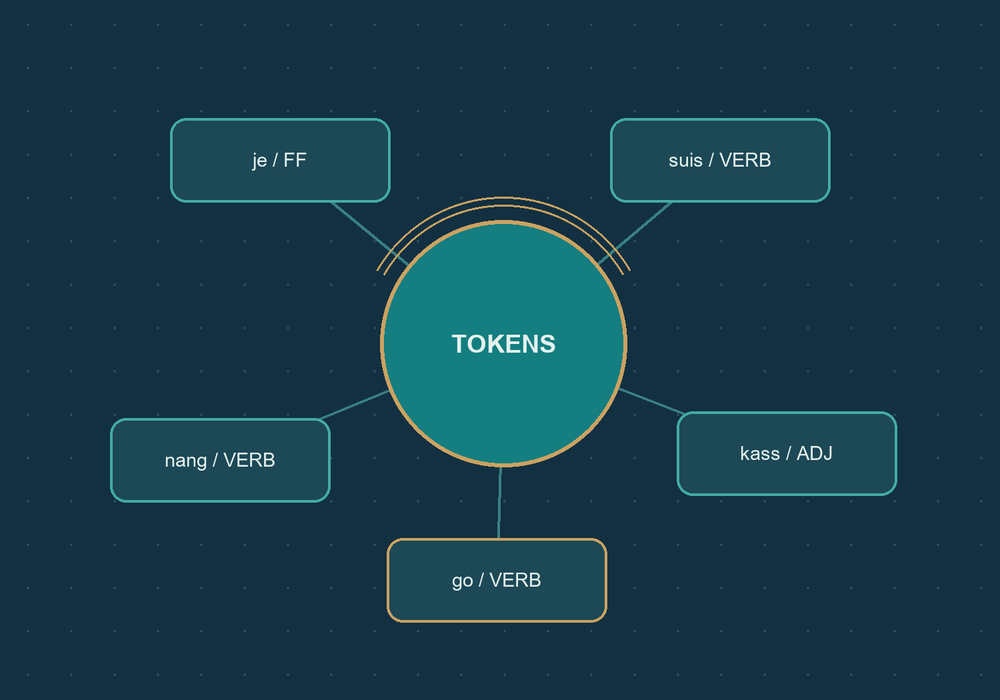 je / FF
suis / VERB
TOKENS
nang / VERB
kass / ADJ
go / VERB